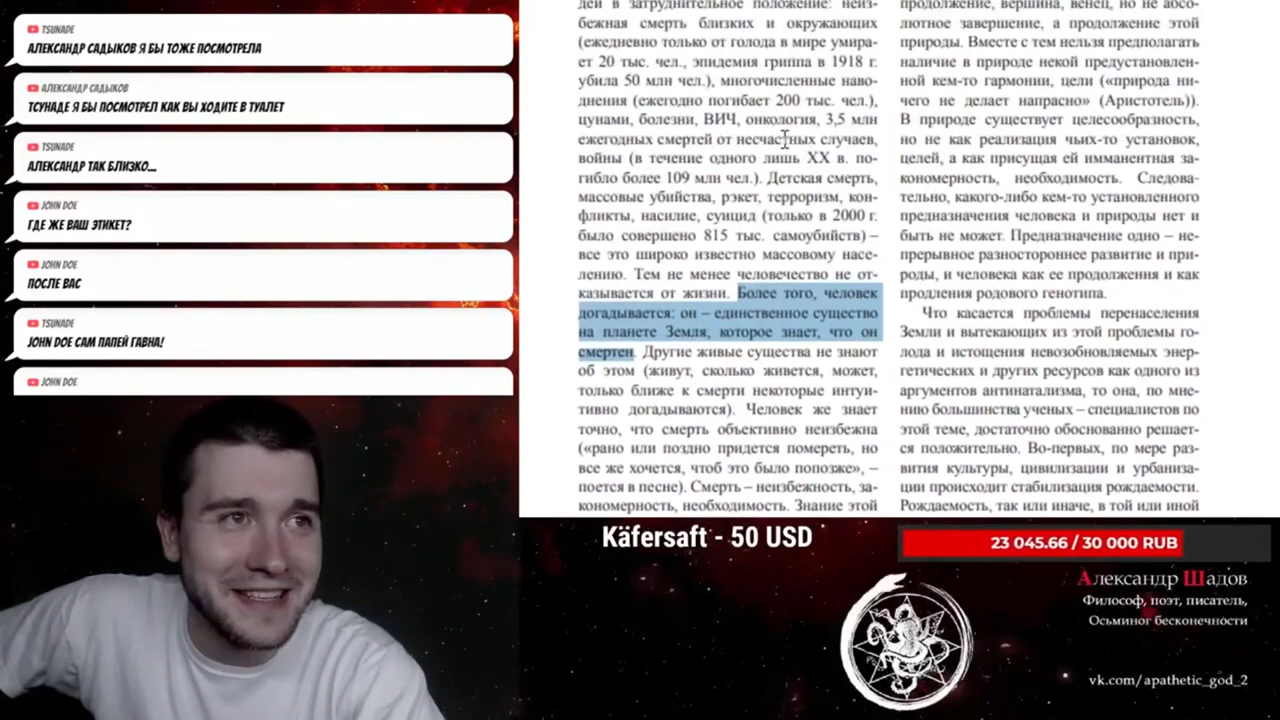 TSUNADE
АЛЕКСАНДР САДЫКОВ Я БЫ ТОЖЕ ПОСМОТРЕЛА
АЛЕКСАНДР САДЫКОВ
ТСУНАДЕ Я БЫ ПОСМОТРЕЛ КАК ВЫ ХОДИТЕ В ТУАЛЕТ
TSUNADE
АЛЕКСАНДР ТАК БЛИЗКО...
JOHN DOE
ГДЕ ЖЕ ВАШ ЭТИКЕТ?
JOHN DOE
ПОСЛЕ ВАС
TSUNADE
JOHN DOE САМ ПАПЕЙ ГАВНА!
JOHN DOE
дей в затруднительное положение: неиз-
бежная смерть близких и окружающих
(ежедневно только от голода в мире умира-
ет 20 тыс. чел., эпидемия гриппа в 1918 г.
убила 50 млн чел.), многочисленные наво-
днения (ежегодно погибает 200 тыс. чел.),
цунами, болезни, ВИЧ, онкология, 3,5 млн
ежегодных смертей от несчастных случаев,
войны (в течение одного лишь XX в. по-
гибло более 109 млн чел.). Детская смерть,
массовые убийства, рэкет, терроризм, кон-
фликты, насилие, суицид (только в 2000 г.
было совершено 815 тыс. самоубийств) –
все это широко известно массовому насе-
лению. Тем не менее человечество не от-
казывается от жизни. Более того, человек
догадывается: он – единственное существо
на планете Земля, которое знает, что он
смертен. Другие живые существа не знают
об этом (живут, сколько живется, может,
только ближе к смерти некоторые интуи-
тивно догадываются). Человек же знает
точно, что смерть объективно неизбежна
(«рано или поздно придется помереть, но
все же хочется, чтоб это было попозже», –
поется в песне). Смерть – неизбежность, за-
кономерность, необходимость. Знание этой
продолжение, вершина, венец, но не абсо-
лютное завершение, а продолжение этой
природы. Вместе с тем нельзя предполагать
наличие в природе некой предустановлен-
ной кем-то гармонии, цели («природа ни-
чего не делает напрасно» (Аристотель)).
В природе существует целесообразность,
но не как реализация чьих-то установок,
целей, а как присущая ей имманентная за-
кономерность, необходимость. Следова-
тельно, какого-либо кем-то установленного
предназначения человека и природы нет и
быть не может. Предназначение одно – не-
прерывное разностороннее развитие и при-
роды, и человека как ее продолжения и как
продления родового генотипа.
Что касается проблемы перенаселения
Земли и вытекающих из этой проблемы го-
лода и истощения невозобновляемых энер-
гетических и других ресурсов как одного из
аргументов антинатализма, то она, по мне-
нию большинства ученых – специалистов по
этой теме, достаточно обоснованно решает-
ся положительно. Во-первых, по мере раз-
вития культуры, цивилизации и урбаниза-
ции происходит стабилизация рождаемости.
Рождаемость, так или иначе, в той или иной
Käfersaft - 50 USD
23 045.66 / 30 000 RUB
Александр Шадов
Философ, поэт, писатель,
Осьминог бесконечности
vk.com/apathetic_god_2